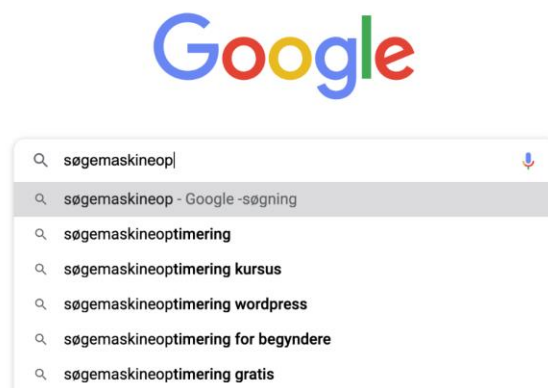 Google
søgemaskineop
søgemaskineop - Google -søgning
søgemaskineoptimering
søgemaskineoptimering kursus
søgemaskineoptimering wordpress
søgemaskineoptimering for begyndere
søgemaskineoptimering gratis